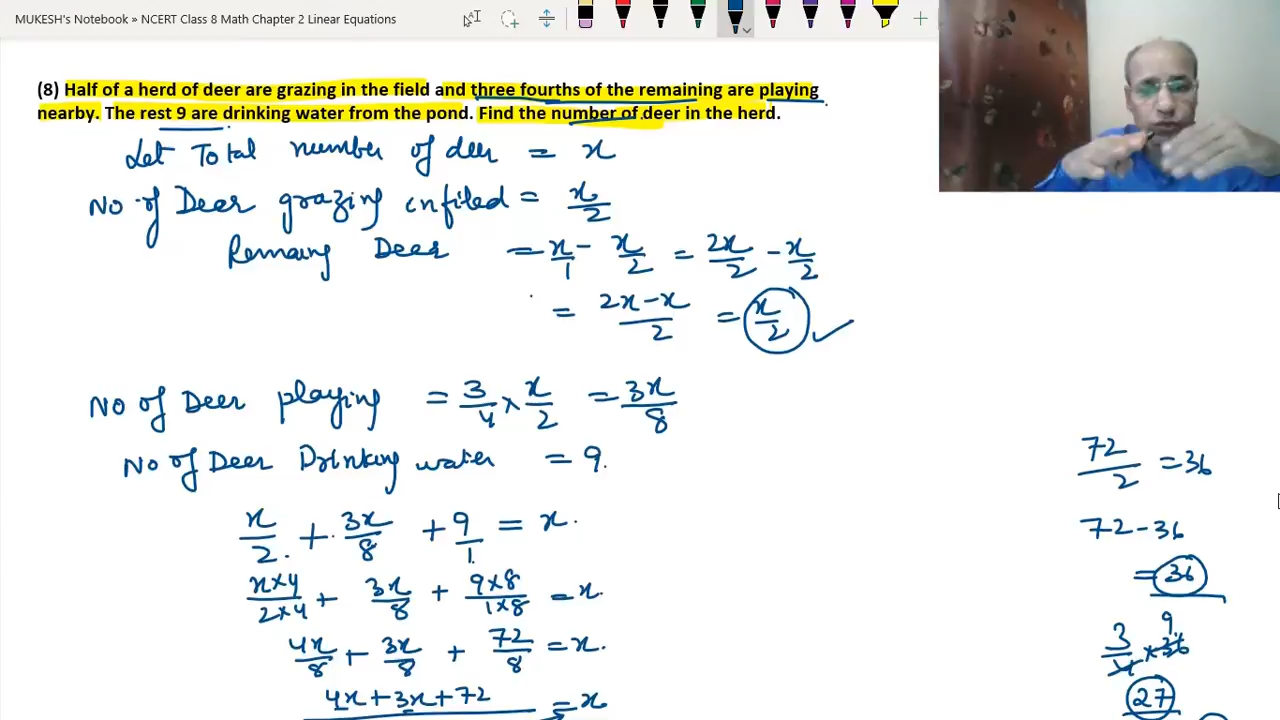 MUKESH's Notebook » NCERT Class 8 Math Chapter 2 Linear Equations
(8) Half of a herd of deer are grazing in the field and three fourths of the remaining are playing
nearby. The rest 9 are drinking water from the pond. Find the number of deer in the herd.
Let Total number of deer = x
No of Deer grazing in filed = x/2
Remaing Deer = x/1 - x/2 = 2x/2 - x/2
= 2x-x/2 = x/2 ✓
No of Deer playing = 3/4 × x/2 = 3x/8
No of Deer Drinking water = 9.
x/2 + 3x/8 + 9/1 = x.
x×4/2×4 + 3x/8 + 9×8/1×8 = x.
4x/8 + 3x/8 + 72/8 = x.
4x+3x+72 = x
72/2 = 36
72-36
= 36
3/4 × 36 9
27